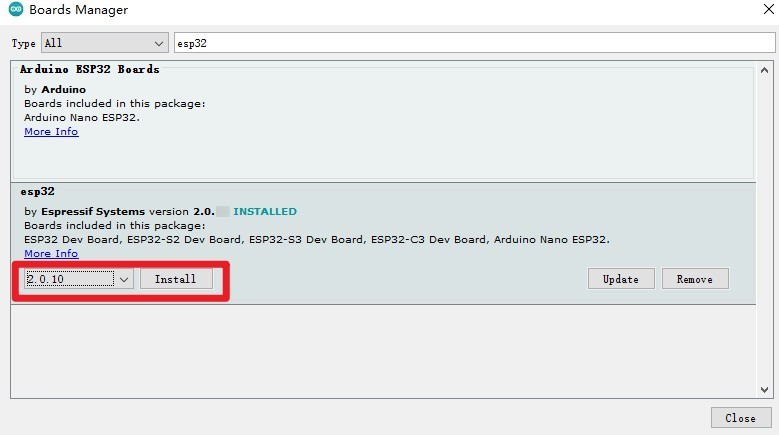 Boards Manager
Type All esp32
Arduino ESP32 Boards
by Arduino
Boards included in this package:
Arduino Nano ESP32.
More Info
esp32
by Espressif Systems version 2.0. INSTALLED
Boards included in this package:
ESP32 Dev Board, ESP32-S2 Dev Board, ESP32-S3 Dev Board, ESP32-C3 Dev Board, Arduino Nano ESP32.
More Info
2.0.10 Install Update Remove
Close